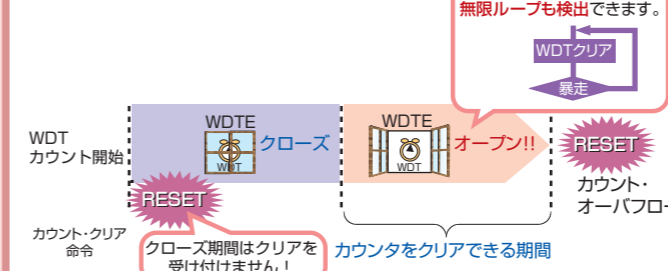 無限ループも検出できます。
WDTクリア
暴走
WDT
カウント開始
WDTE
WDT
クローズ
WDTE
WDT
オープン!!
RESET
カウント・
オーバフロー
RESET
カウント・クリア
命令
クローズ期間はクリアを
受け付けません！
カウンタをクリアできる期間